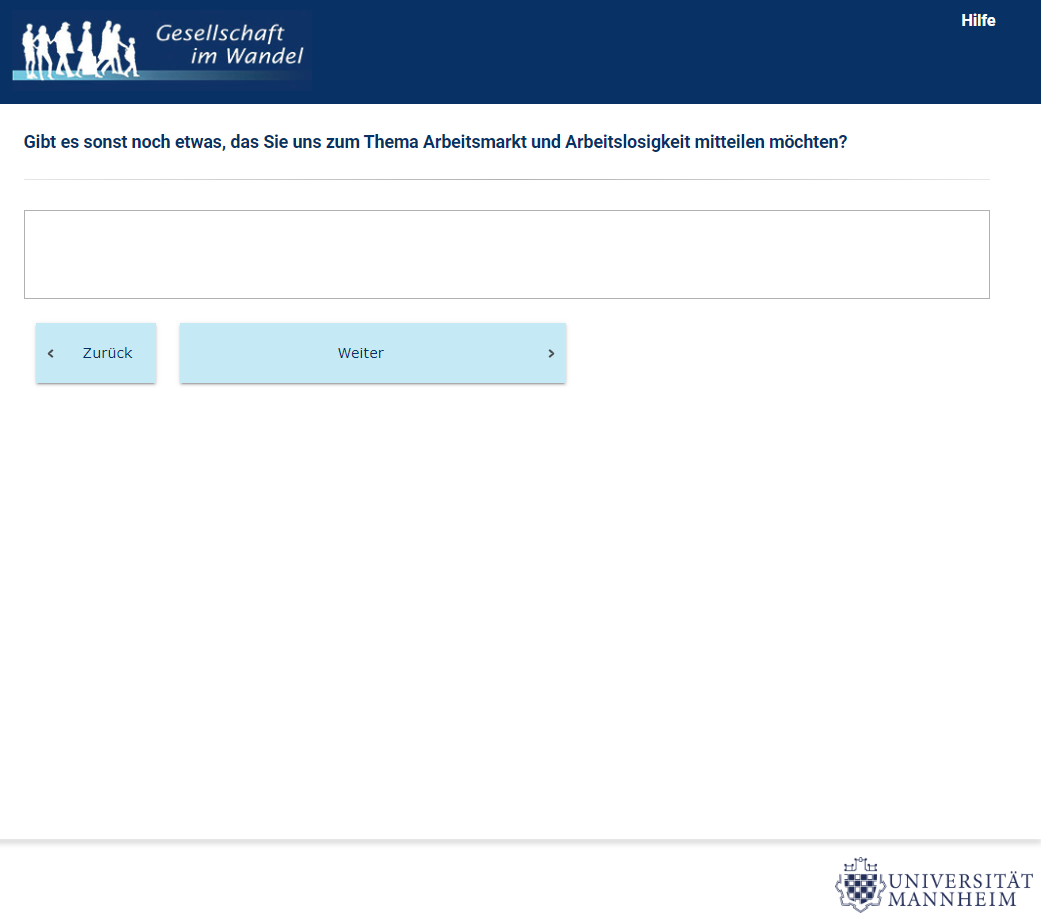 Gesellschaft
im Wandel
Hilfe
Gibt es sonst noch etwas, das Sie uns zum Thema Arbeitsmarkt und Arbeitslosigkeit mitteilen möchten?
Zurück
Weiter
UNIVERSITÄT
MANNHEIM